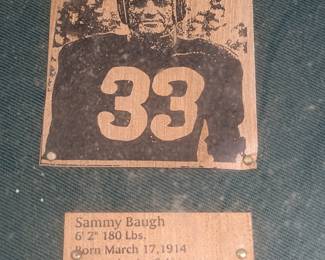 33
Sammy Baugh
6' 2" 180 Lbs.
Born March 17, 1914